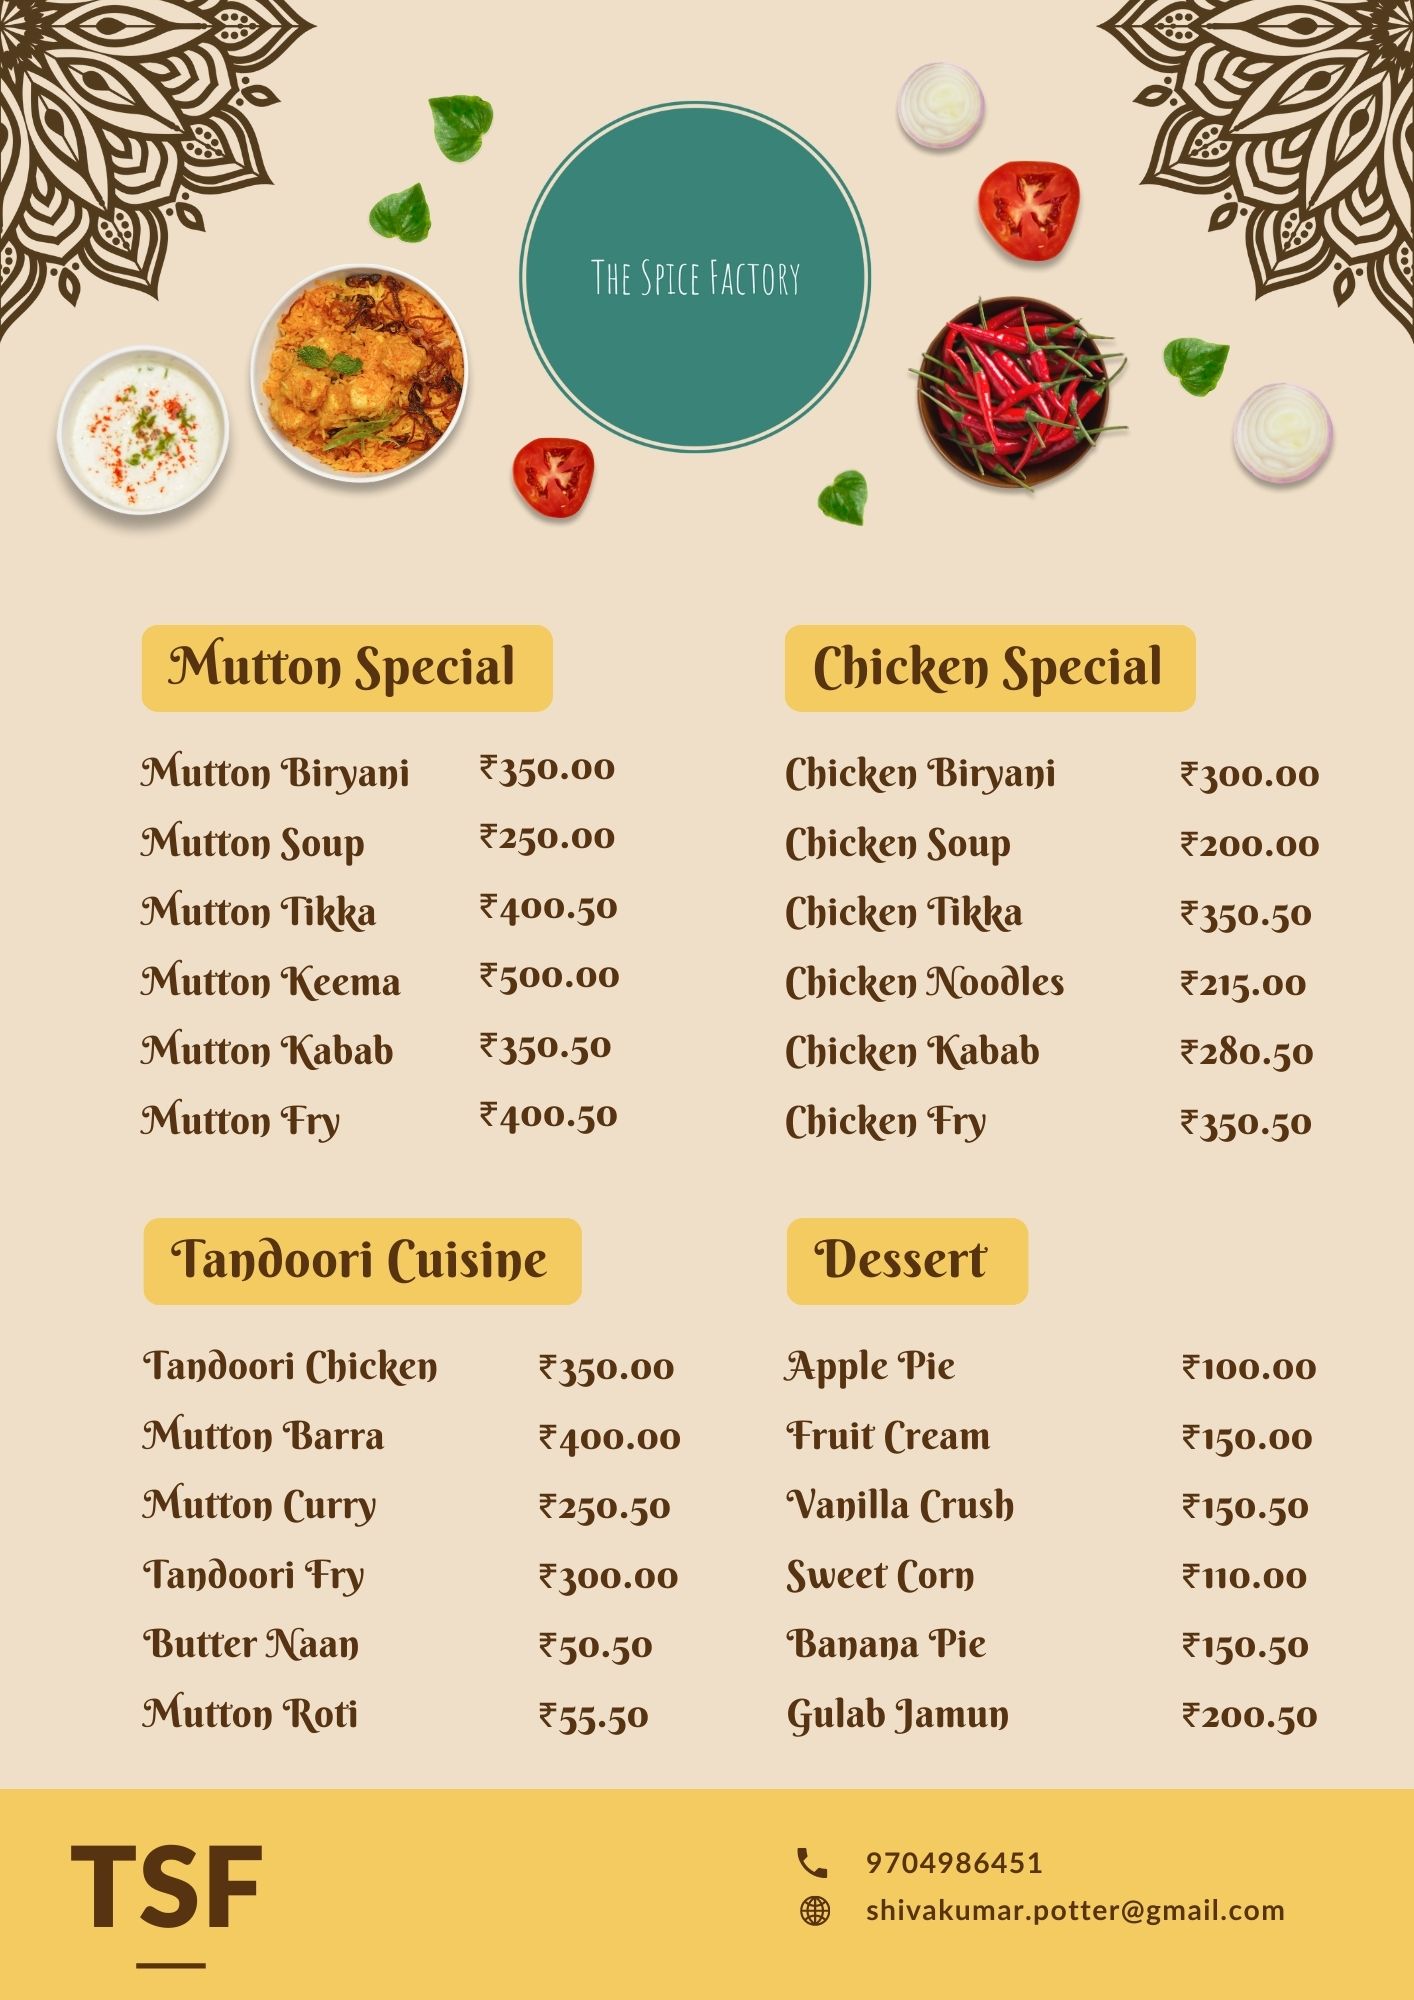 The Spice Factory
Mutton Special
Mutton Biryani ₹350.00
Mutton Soup ₹250.00
Mutton Tikka ₹400.50
Mutton Keema ₹500.00
Mutton Kabab ₹350.50
Mutton Fry ₹400.50
Chicken Special
Chicken Biryani ₹300.00
Chicken Soup ₹200.00
Chicken Tikka ₹350.50
Chicken Noodles ₹215.00
Chicken Kabab ₹280.50
Chicken Fry ₹350.50
Tandoori Cuisine
Tandoori Chicken ₹350.00
Mutton Barra ₹400.00
Mutton Curry ₹250.50
Tandoori Fry ₹300.00
Butter Naan ₹50.50
Mutton Roti ₹55.50
Dessert
Apple Pie ₹100.00
Fruit Cream ₹150.00
Vanilla Crush ₹150.50
Sweet Corn ₹110.00
Banana Pie ₹150.50
Gulab Jamun ₹200.50
TSF
9704986451
shivakumar.potter@gmail.com